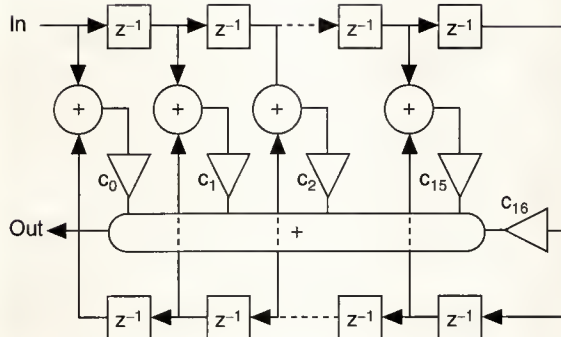 In z⁻¹ z⁻¹ z⁻¹ z⁻¹
+ + + +
c₀ c₁ c₂ c₁₅
c₁₆
Out +
z⁻¹ z⁻¹ z⁻¹ z⁻¹